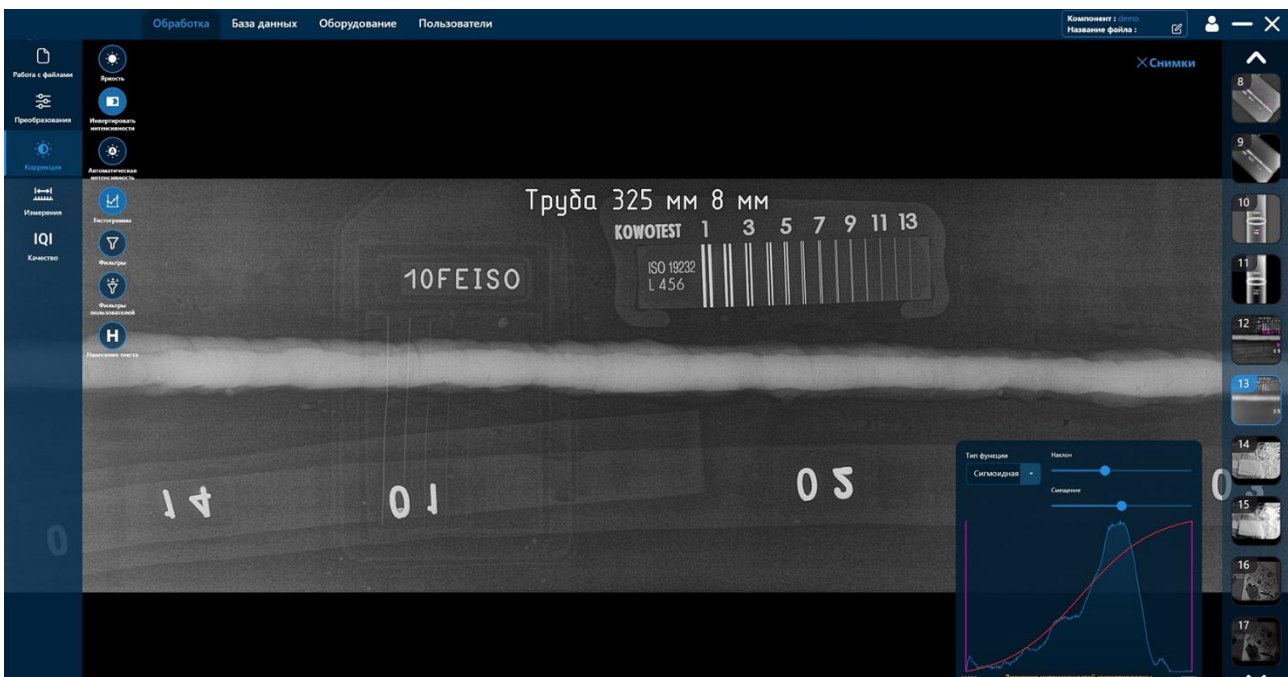 Обработка
База данных
Оборудование
Пользователи
Компонент : demo
Название файла :
Работа с файлами
Преобразования
Коррекция
Измерения
IQI
Качество
Яркость
Инвертировать
интенсивности
Автоматическая
интенсивность
Гистограмма
Фильтры
Фильтры
пользователей
H
Нанесение текста
Снимки
Труба 325 мм 8 мм
KOWOTEST 1 3 5 7 9 11 13
ISO 19232
L 456
10FEISO
14
01
02
0
Тип функции
Сигмоидная
Наклон
Смещение
8
9
10
11
12
13
14
15
16
17